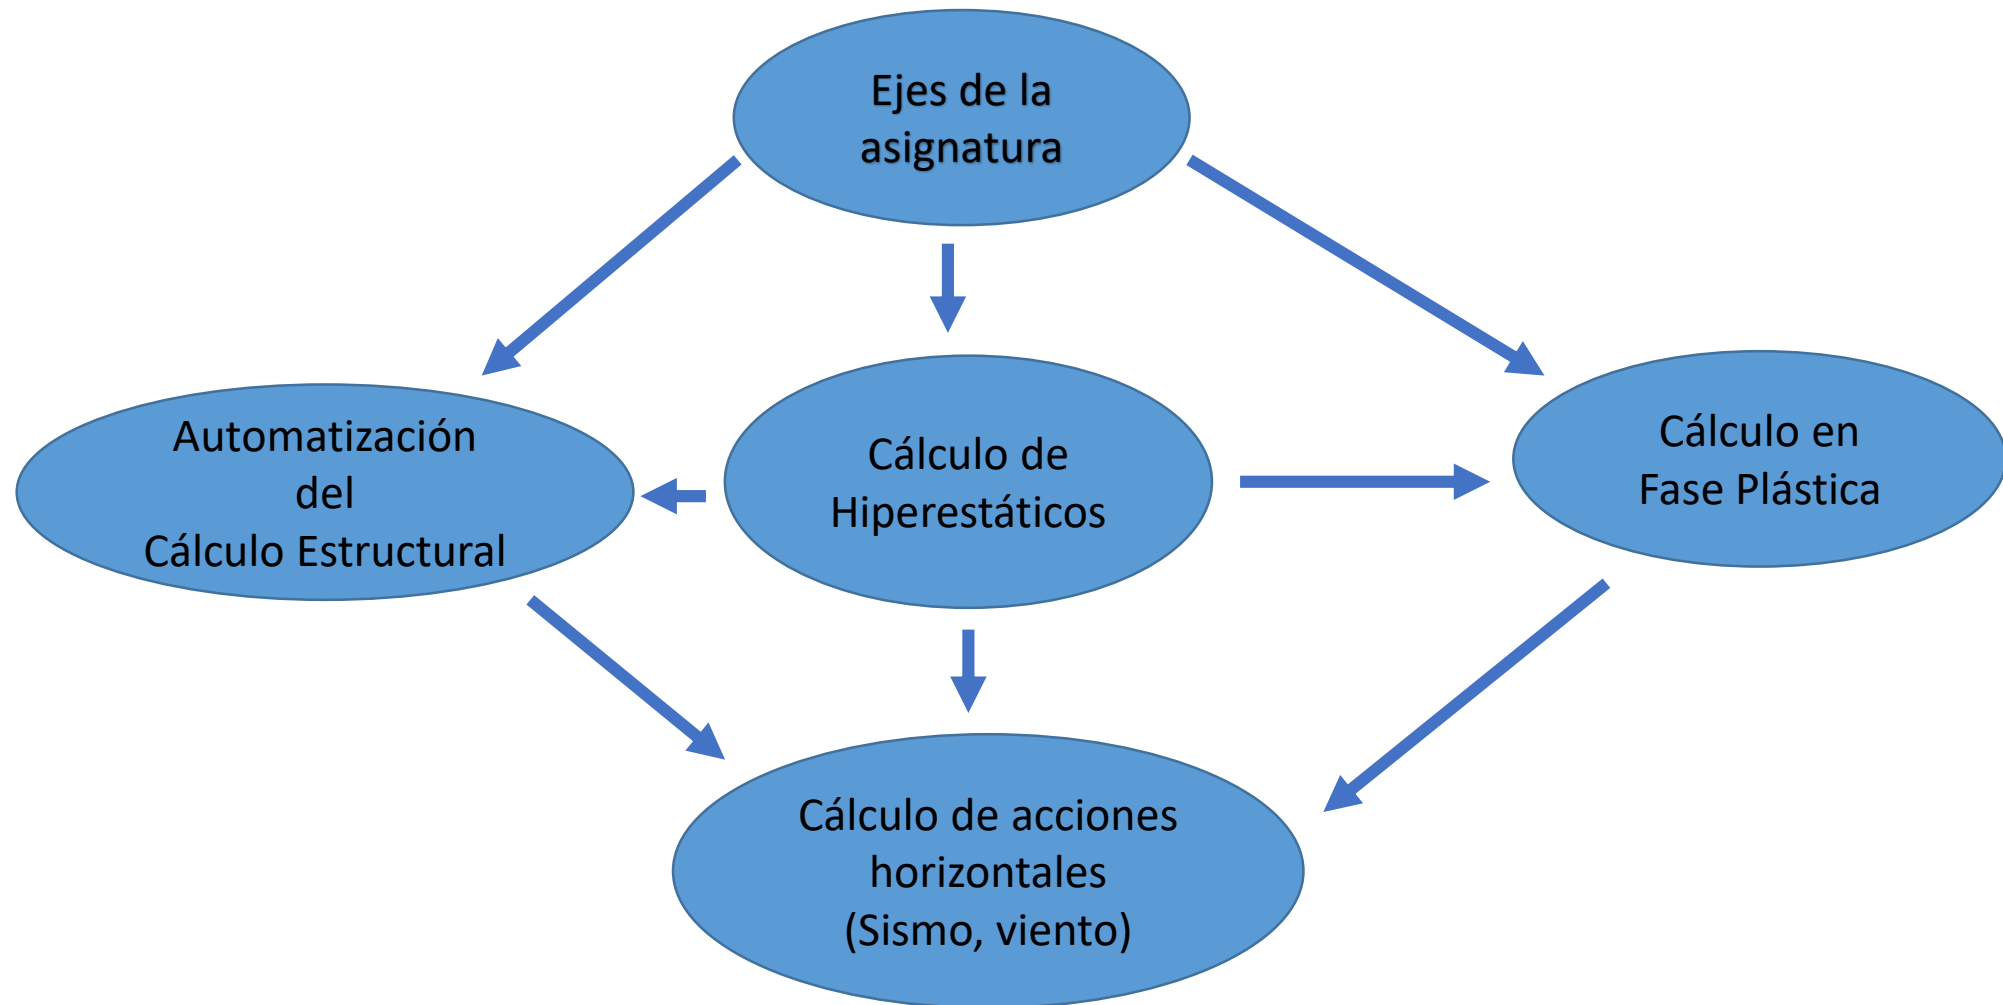 Ejes de la
asignatura
Automatización
del
Cálculo Estructural
Cálculo de
Hiperestáticos
Cálculo en
Fase Plástica
Cálculo de acciones
horizontales
(Sismo, viento)